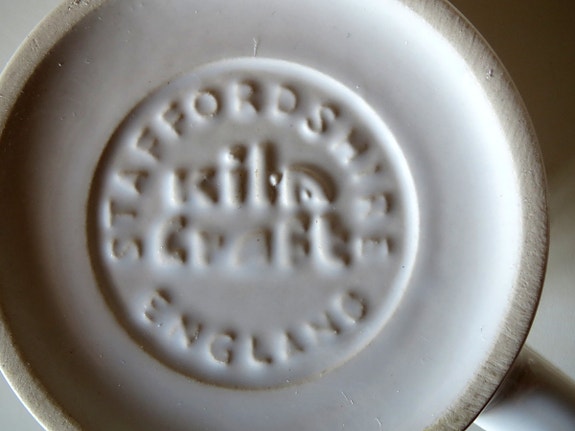 STAFFORDSHIRE
Kiln
Craft
ENGLAND